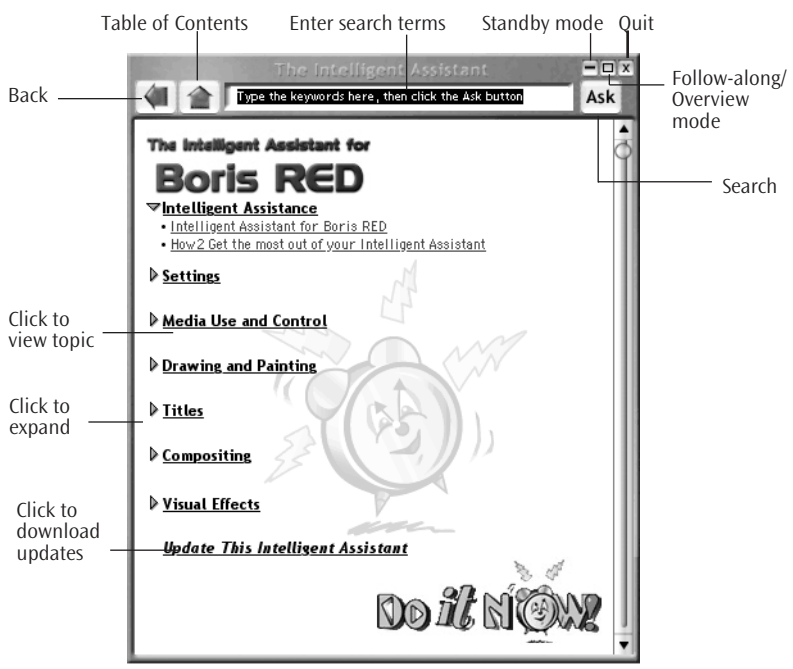 Table of Contents
Enter search terms
Standby mode
Quit
The Intelligent Assistant
Back
Type the keywords here, then click the Ask button
Ask
Follow-along/
Overview
mode
Search
The Intelligent Assistant for
Boris RED
Intelligent Assistance
• Intelligent Assistant for Boris RED
• How2 Get the most out of your Intelligent Assistant
Settings
Click to
view topic
Media Use and Control
Drawing and Painting
Click to
expand
Titles
Compositing
Visual Effects
Click to
download
updates
Update This Intelligent Assistant
Do it NOW!